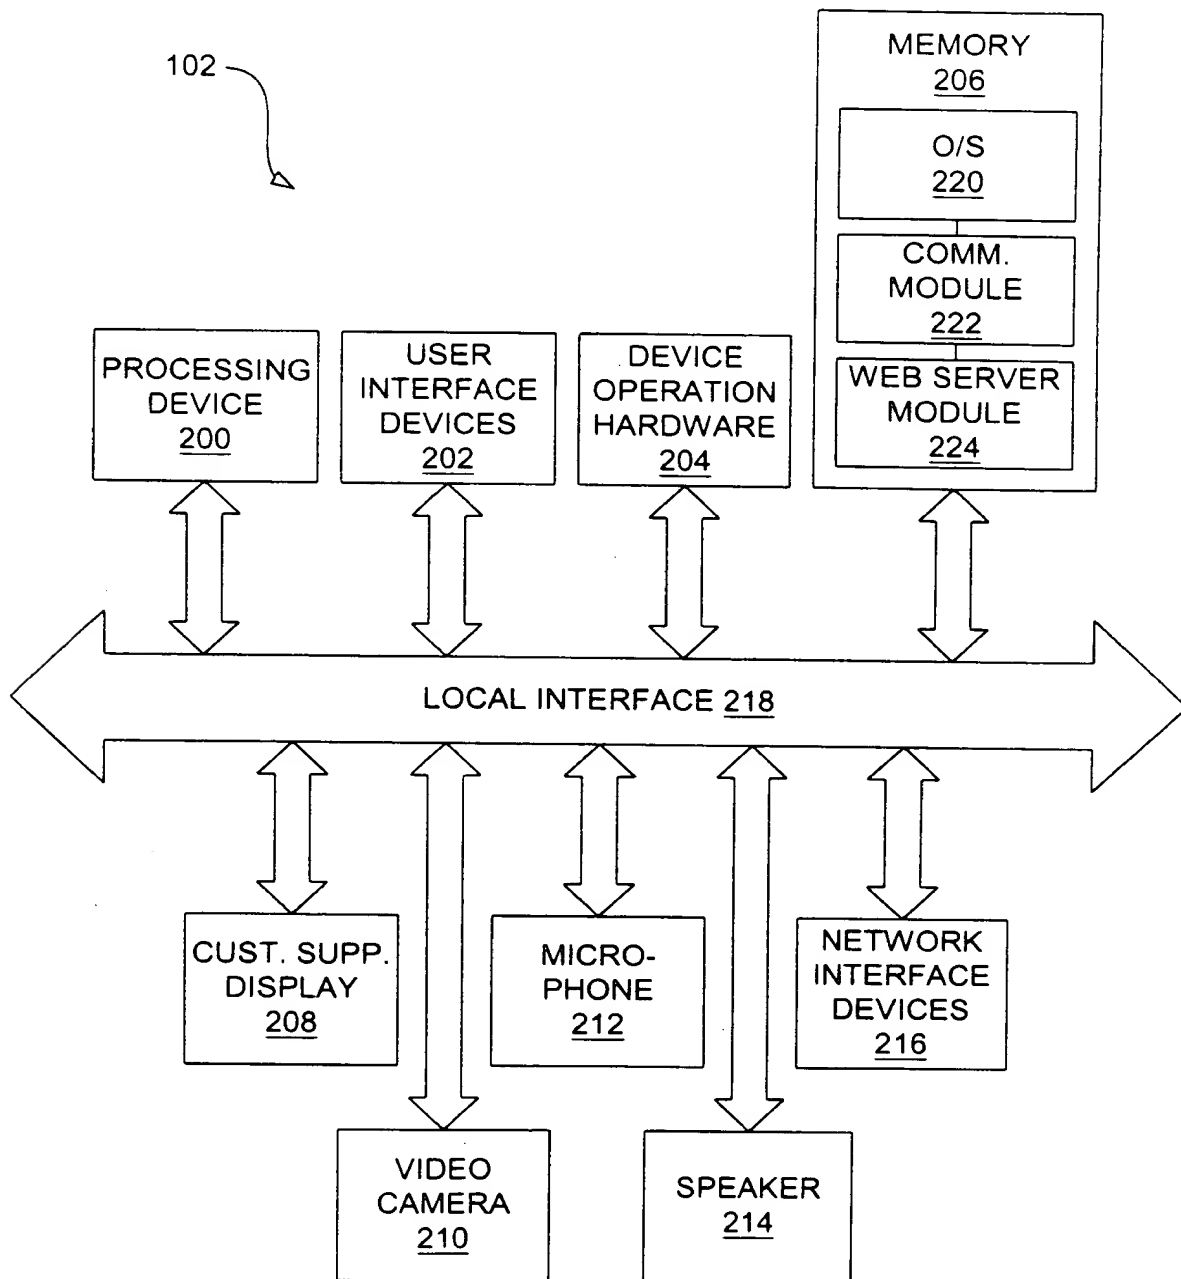 102
MEMORY
206
O/S
220
COMM.
MODULE
222
WEB SERVER
MODULE
224
PROCESSING
DEVICE
200
USER
INTERFACE
DEVICES
202
DEVICE
OPERATION
HARDWARE
204
LOCAL INTERFACE 218
CUST. SUPP.
DISPLAY
208
MICRO-
PHONE
212
NETWORK
INTERFACE
DEVICES
216
VIDEO
CAMERA
210
SPEAKER
214